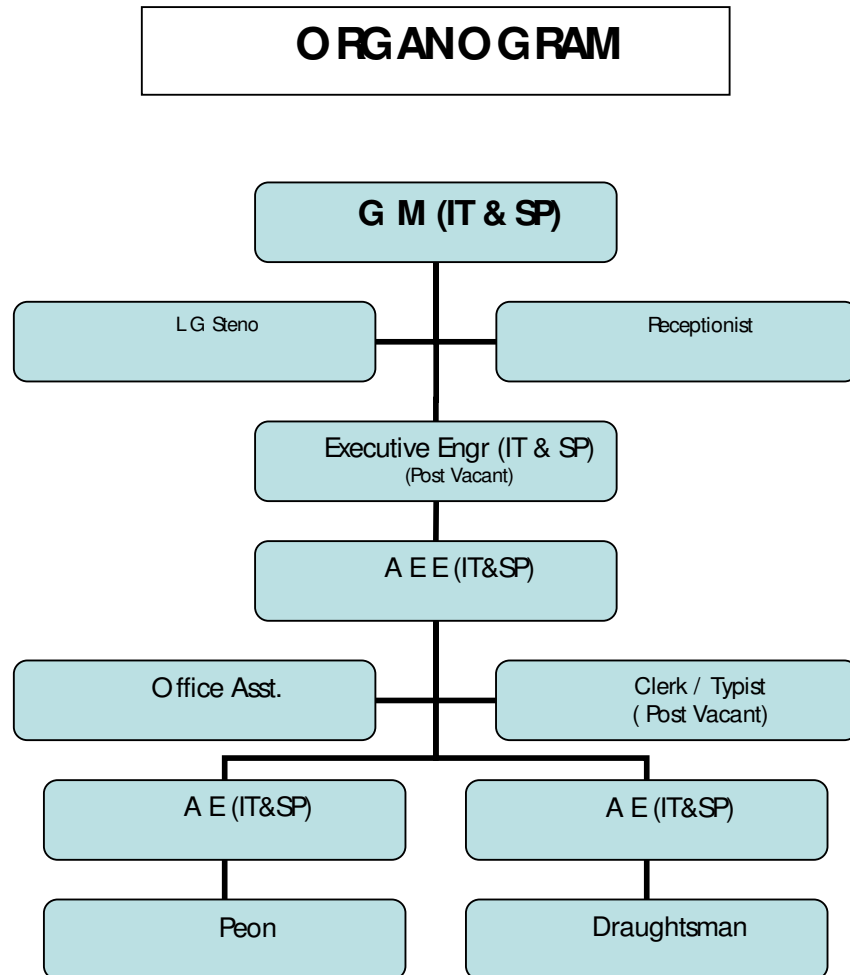 ORGANOGRAM
G M (IT & SP)
L G Steno
Receptionist
Executive Engr (IT & SP)
(Post Vacant)
A E E (IT&SP)
Office Asst.
Clerk / Typist
( Post Vacant)
A E (IT&SP)
A E (IT&SP)
Peon
Draughtsman